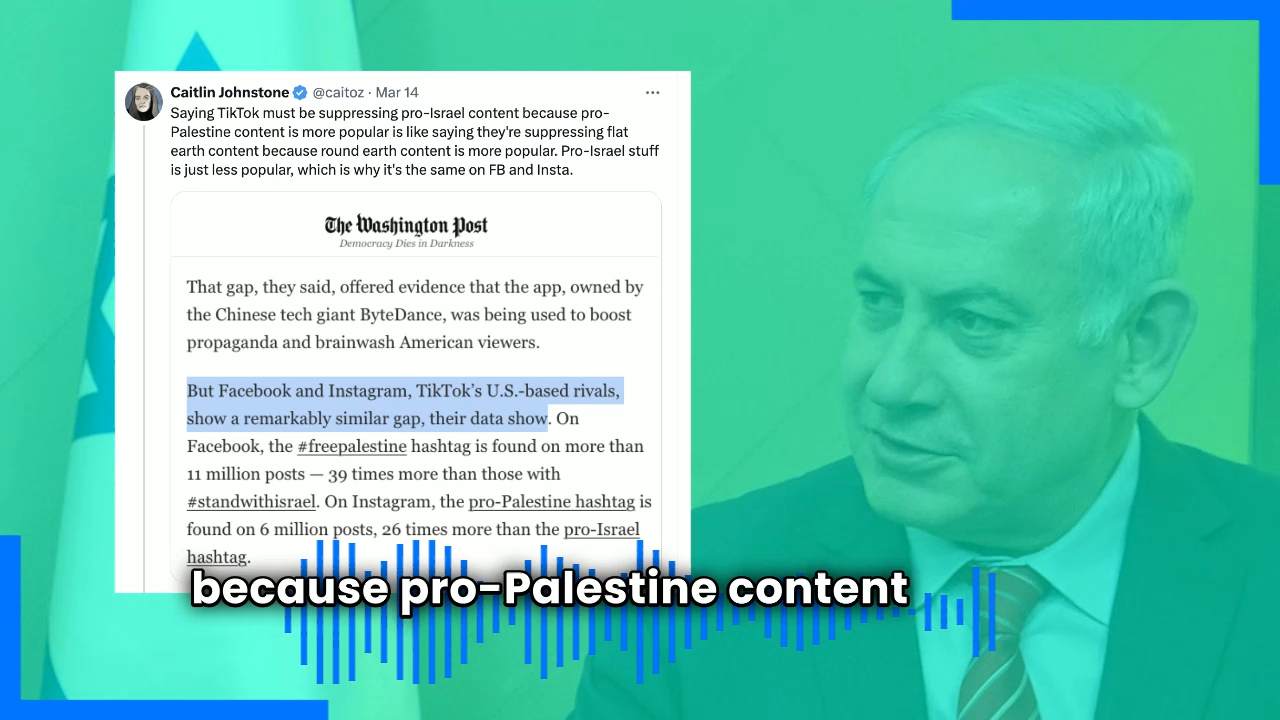 Caitlin Johnstone @caitoz · Mar 14
Saying TikTok must be suppressing pro-Israel content because pro-
Palestine content is more popular is like saying they're suppressing flat
earth content because round earth content is more popular. Pro-Israel stuff
is just less popular, which is why it's the same on FB and Insta.
The Washington Post
Democracy Dies in Darkness
That gap, they said, offered evidence that the app, owned by
the Chinese tech giant ByteDance, was being used to boost
propaganda and brainwash American viewers.
But Facebook and Instagram, TikTok’s U.S.-based rivals,
show a remarkably similar gap, their data show. On
Facebook, the #freepalestine hashtag is found on more than
11 million posts — 39 times more than those with
#standwithisrael. On Instagram, the pro-Palestine hashtag is
found on 6 million posts, 26 times more than the pro-Israel
hashtag.
because pro-Palestine content